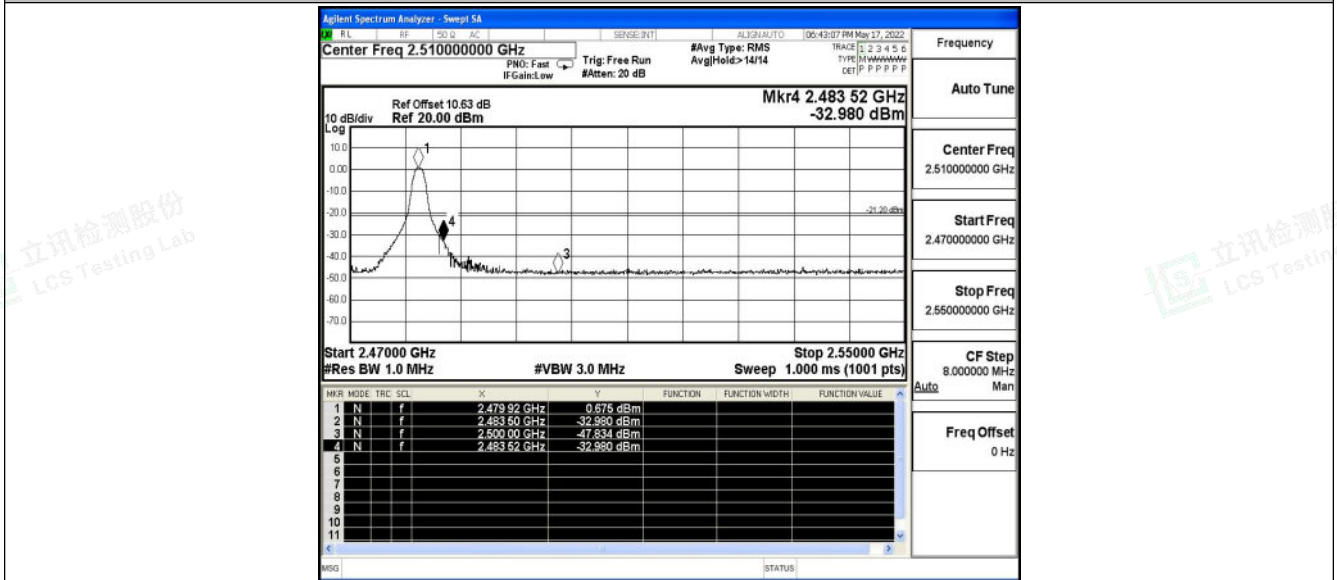 Agilent Spectrum Analyzer - Swept SA
RL RF 50 Ω AC SENSE:INT ALIGN AUTO 06:43:07 PM May 17, 2022
Center Freq 2.510000000 GHz
PNO: Fast
IFGain:Low
Trig: Free Run
#Atten: 20 dB
#Avg Type: RMS
Avg|Hold:>14/14
TRACE 1 2 3 4 5 6
TYPE M W W W W W
DET P P P P P P
Ref Offset 10.63 dB
10 dB/div Ref 20.00 dBm
Log
Mkr4 2.483 52 GHz
-32.980 dBm
10.0
0.00
-10.0
-20.0
-30.0
-40.0
-50.0
-60.0
-70.0
1
4
3
-21.20 dBm
Start 2.47000 GHz Stop 2.55000 GHz
#Res BW 1.0 MHz #VBW 3.0 MHz Sweep 1.000 ms (1001 pts)
MKR MODE TRC SCL X Y FUNCTION FUNCTION WIDTH FUNCTION VALUE
1 N f 2.479 92 GHz 0.675 dBm
2 N f 2.483 50 GHz -32.980 dBm
3 N f 2.500 00 GHz -47.834 dBm
4 N f 2.483 52 GHz -32.980 dBm
5
6
7
8
9
10
11
MSG STATUS
Frequency
Auto Tune
Center Freq
2.510000000 GHz
Start Freq
2.470000000 GHz
Stop Freq
2.550000000 GHz
CF Step
8.000000 MHz
Auto Man
Freq Offset
0 Hz
立讯检测股份
LCS Testing Lab
立讯检测股
LCS Testin